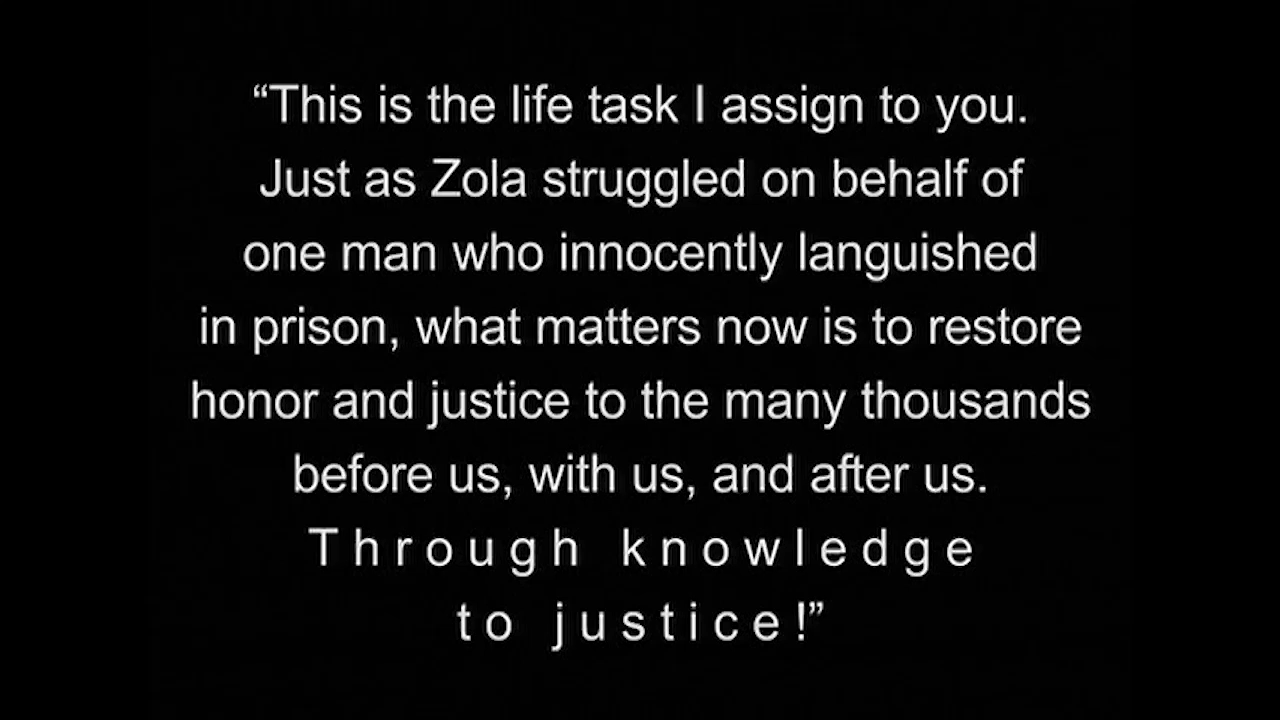 “This is the life task I assign to you.
Just as Zola struggled on behalf of
one man who innocently languished
in prison, what matters now is to restore
honor and justice to the many thousands
before us, with us, and after us.
T h r o u g h   k n o w l e d g e
t o   j u s t i c e !”